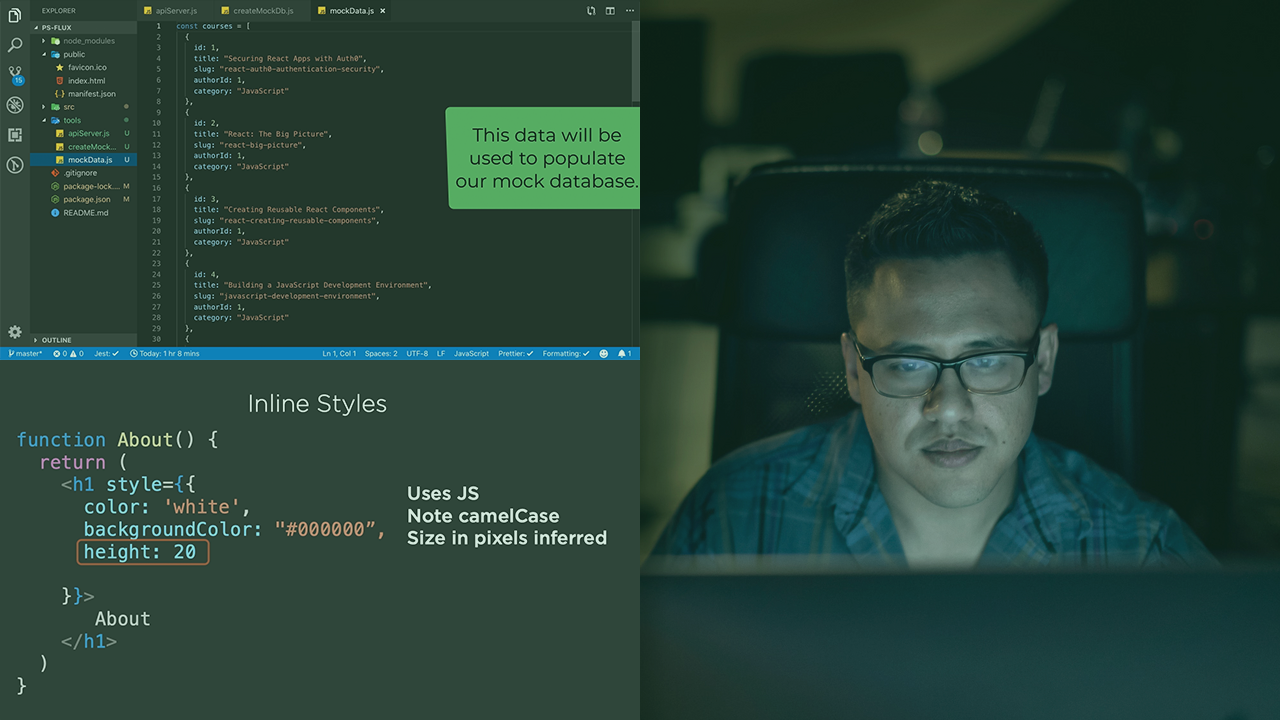 EXPLORER
PS-FLUX
node_modules
public
favicon.ico
index.html
manifest.json
src
tools
apiServer.js U
createMock... U
mockData.js U
.gitignore
package-lock.... M
package.json M
README.md
OUTLINE
15
apiServer.js createMockDb.js mockData.js ×
1 const courses = [
2 {
3 id: 1,
4 title: "Securing React Apps with Auth0",
5 slug: "react-auth0-authentication-security",
6 authorId: 1,
7 category: "JavaScript"
8 },
9 {
10 id: 2,
11 title: "React: The Big Picture",
12 slug: "react-big-picture",
13 authorId: 1,
14 category: "JavaScript"
15 },
16 {
17 id: 3,
18 title: "Creating Reusable React Components",
19 slug: "react-creating-reusable-components",
20 authorId: 1,
21 category: "JavaScript"
22 },
23 {
24 id: 4,
25 title: "Building a JavaScript Development Environment",
26 slug: "javascript-development-environment",
27 authorId: 1,
28 category: "JavaScript"
29 },
30 {
This data will be
used to populate
our mock database.
master* 0 0 Jest: Today: 1 hr 8 mins Ln 1, Col 1 Spaces: 2 UTF-8 LF JavaScript Prettier: Formatting: 1
Inline Styles
function About() {
return (
<h1 style={{
color: 'white',
backgroundColor: "#000000”,
height: 20
}}>
About
</h1>
)
}
Uses JS
Note camelCase
Size in pixels inferred